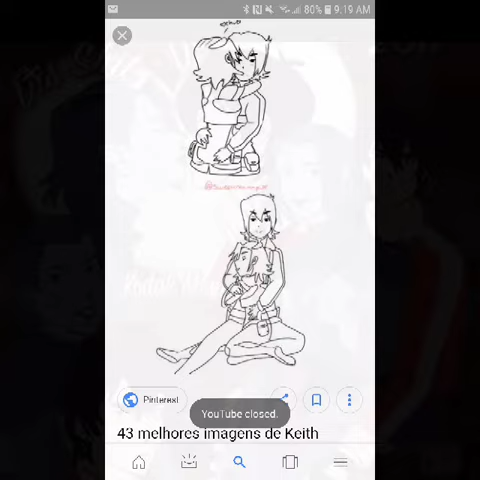 80% 9:19 AM
Pinterest
YouTube closed.
43 melhores imagens de Keith